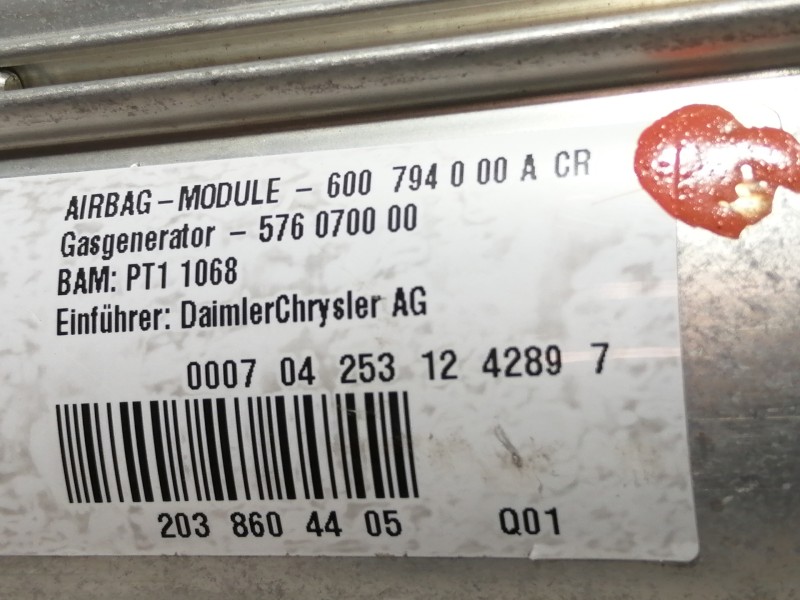 AIRBAG-MODULE - 600 794 0 00 A CR
Gasgenerator - 576 0700 00
BAM: PT1 1068
Einführer: DaimlerChrysler AG
0007 04 253 12 4289 7
203 860 44 05 Q01